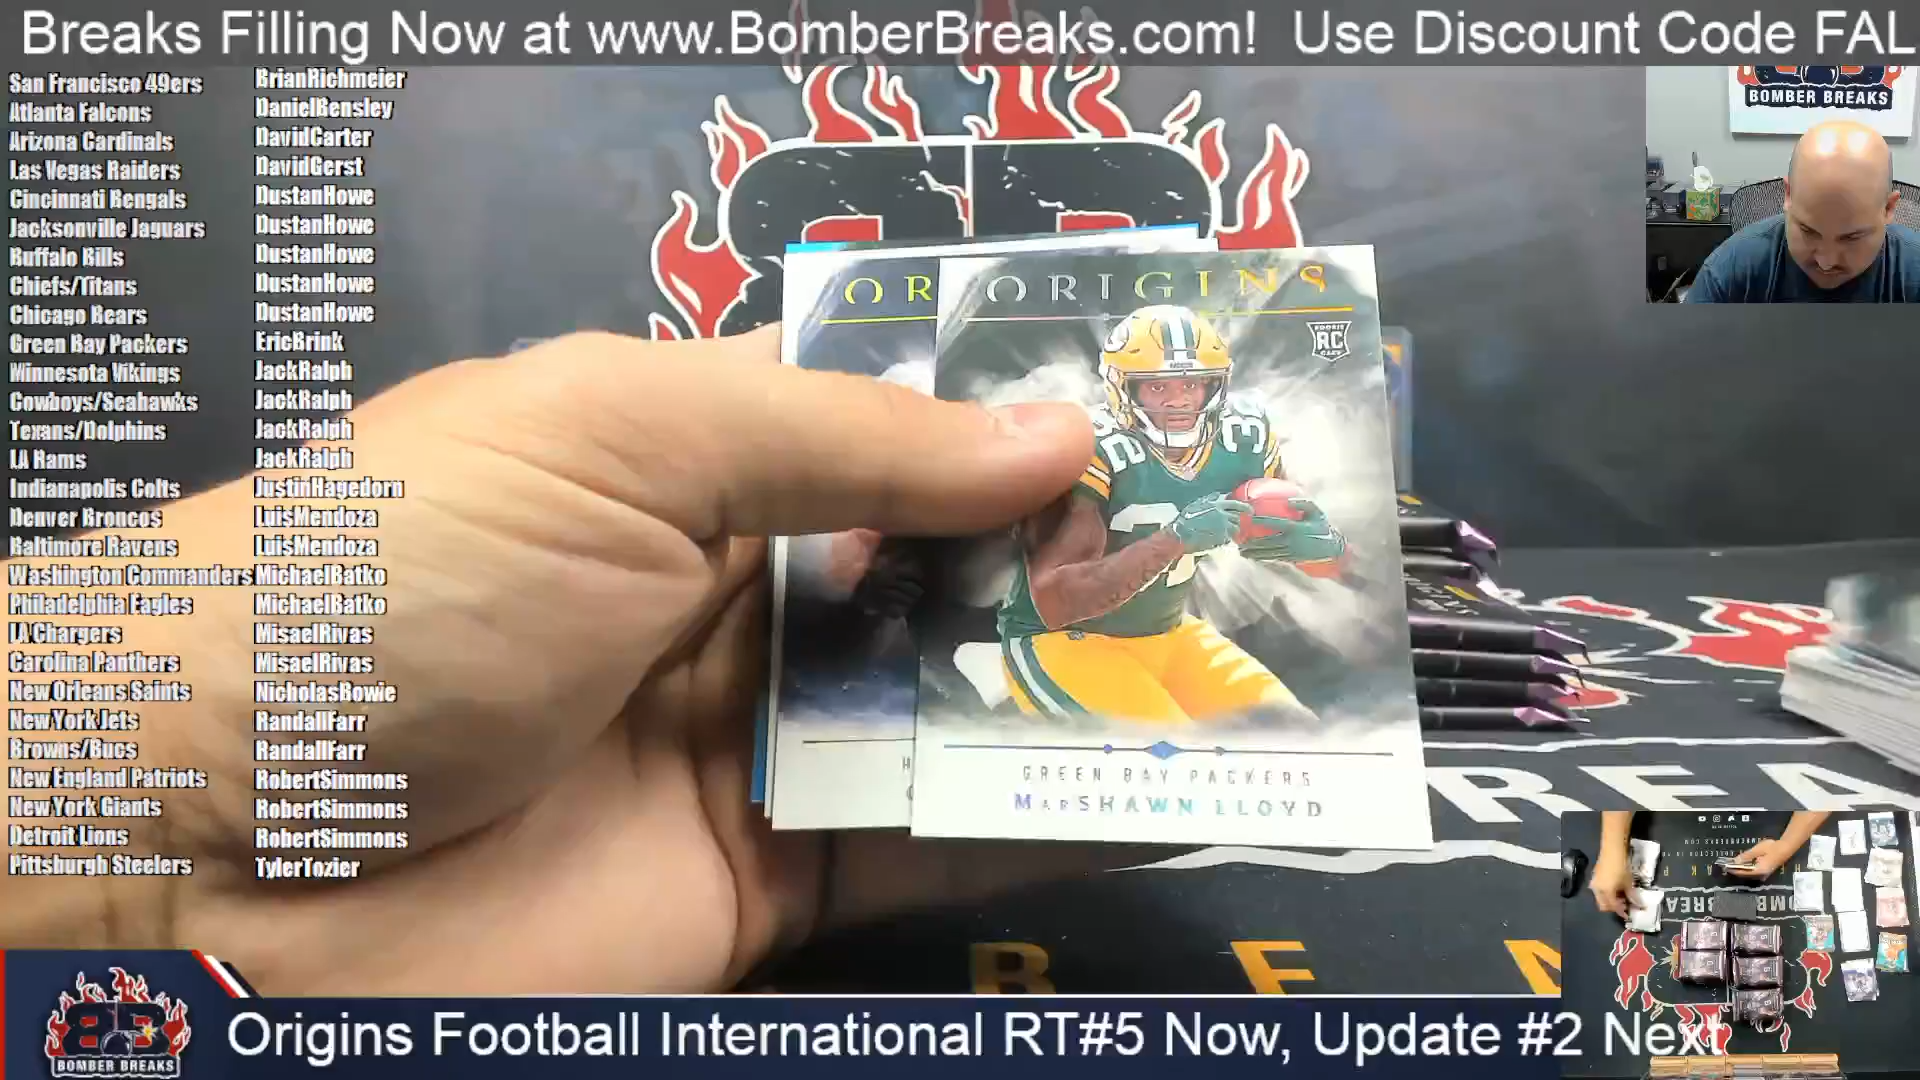 Breaks Filling Now at www.BomberBreaks.com!  Use Discount Code FAL
San Francisco 49ers BrianRichmeier
Atlanta Falcons DanielBensley
Arizona Cardinals DavidCarter
Las Vegas Raiders DavidGerst
Cincinnati Bengals DustanHowe
Jacksonville Jaguars DustanHowe
Buffalo Bills DustanHowe
Chiefs/Titans DustanHowe
Chicago Bears DustanHowe
Green Bay Packers EricBrink
Minnesota Vikings JackRalph
Cowboys/Seahawks JackRalph
Texans/Dolphins JackRalph
LA Rams JackRalph
Indianapolis Colts JustinHagedorn
Denver Broncos LuisMendoza
Baltimore Ravens LuisMendoza
Washington Commanders MichaelBatko
Philadelphia Eagles MichaelBatko
LA Chargers MisaelRivas
Carolina Panthers MisaelRivas
New Orleans Saints NicholasBowie
New York Jets RandallFarr
Browns/Bucs RandallFarr
New England Patriots RobertSimmons
New York Giants RobertSimmons
Detroit Lions RobertSimmons
Pittsburgh Steelers TylerTozier
BOMBER BREAKS
OR
ORIGINS
ROOKIE
RC
CARD
GREEN BAY PACKERS
MarSHAWN LLOYD
H
BREA
B E A
BOMBER BREAKS
Origins Football International RT#5 Now, Update #2 Next